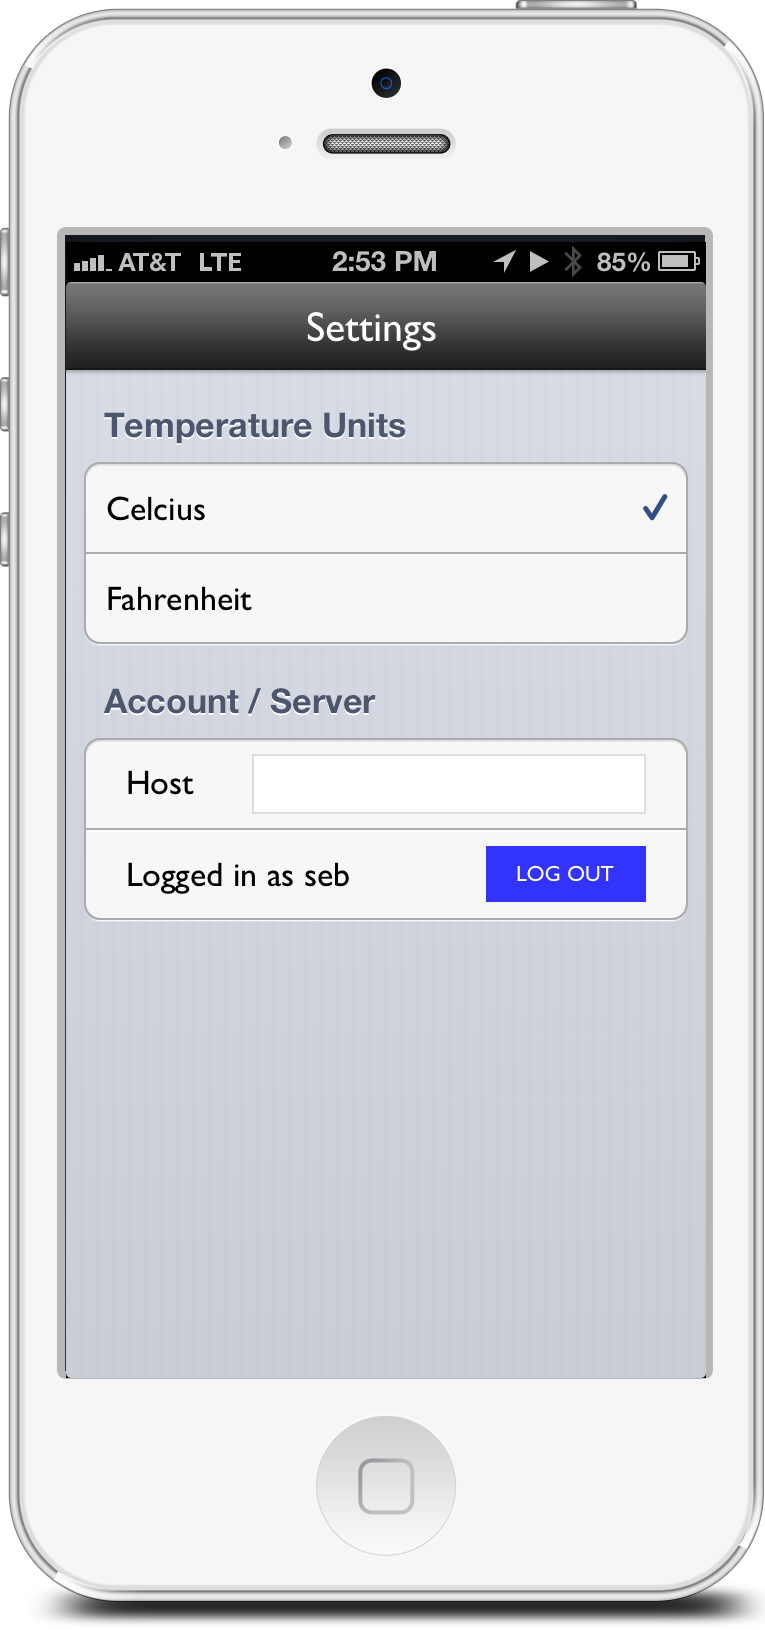 AT&T LTE 2:53 PM 85%
Settings
Temperature Units
Celcius
Fahrenheit
Account / Server
Host
Logged in as seb LOG OUT